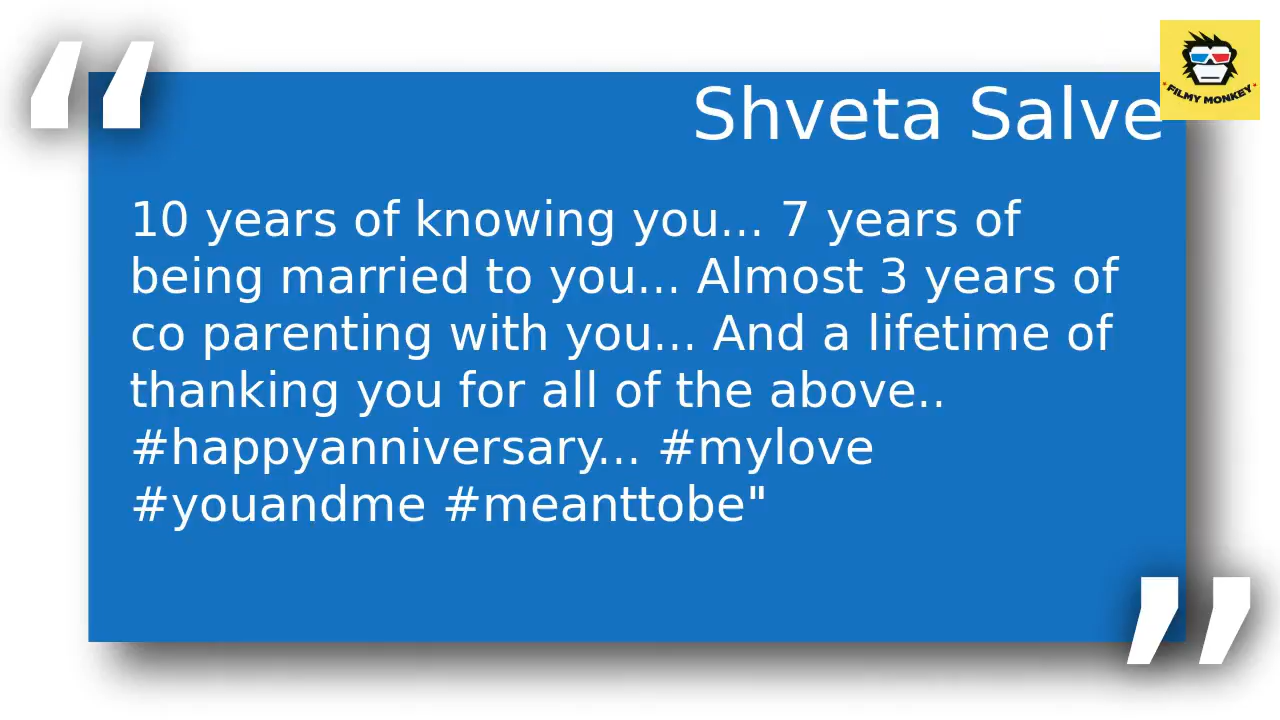 “
FILMY MONKEY
Shveta Salve
10 years of knowing you... 7 years of
being married to you... Almost 3 years of
co parenting with you... And a lifetime of
thanking you for all of the above..
#happyanniversary... #mylove
#youandme #meanttobe"
”